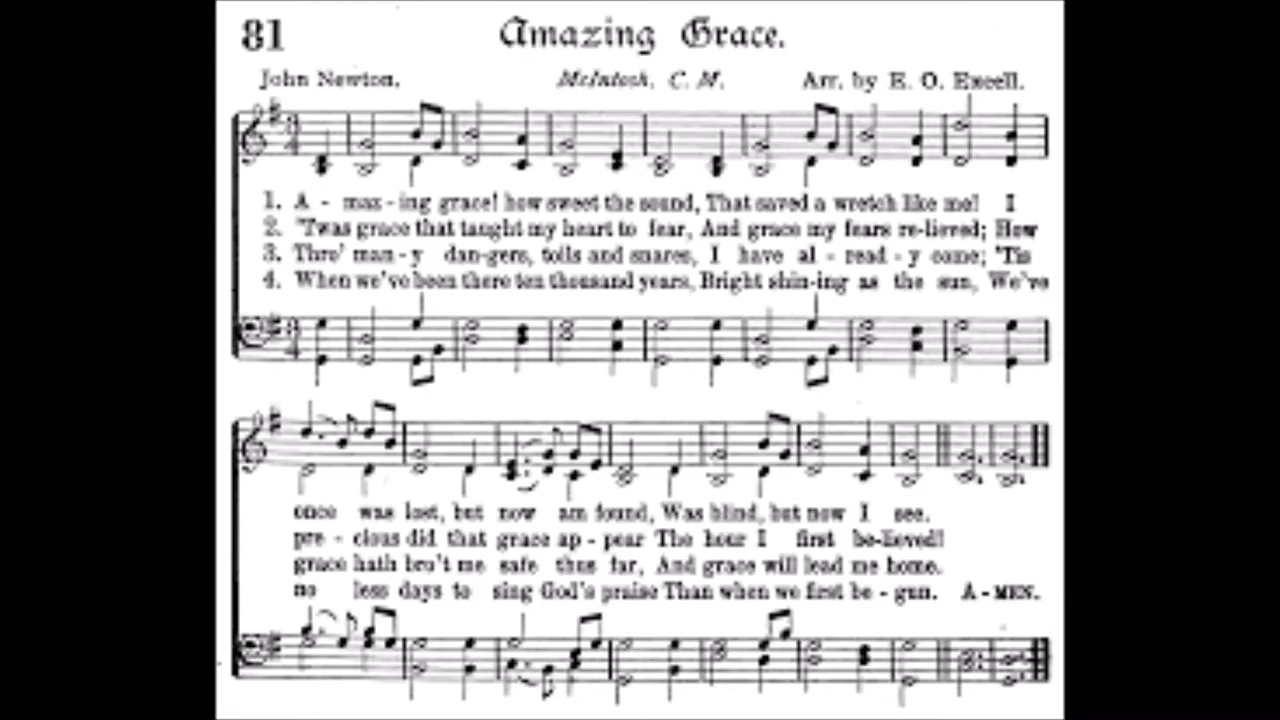 81 Amazing Grace.
John Newton. McIntosh. C. M. Arr. by E. O. Excell.
1. A - maz - ing grace! how sweet the sound, That saved a wretch like me! I
2. 'Twas grace that taught my heart to fear, And grace my fears re-lieved; How
3. Thro' man - y dan-gers, toils and snares, I have al - read - y come; 'Tis
4. When we've been there ten thousand years, Bright shin-ing as the sun, We've
once was lost, but now am found, Was blind, but now I see.
pre - cious did that grace ap - pear The hour I first be-lieved!
grace hath bro't me safe thus far, And grace will lead me home.
no less days to sing God's praise Than when we first be - gun. A - MEN.